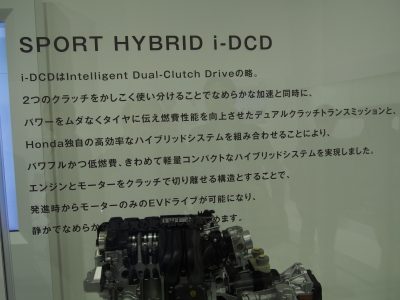 SPORT HYBRID i-DCD
i-DCDはIntelligent Dual-Clutch Driveの略。
2つのクラッチをかしこく使い分けることでなめらかな加速と同時に、
パワーをムダなくタイヤに伝え燃費性能を向上させたデュアルクラッチトランスミッションと、
Honda独自の高効率なハイブリッドシステムを組み合わせることにより、
パワフルかつ低燃費、きわめて軽量コンパクトなハイブリッドシステムを実現しました。
エンジンとモーターをクラッチで切り離せる構造とすることで、
発進時からモーターのみのEVドライブが可能になり、
静かでなめらか めます。